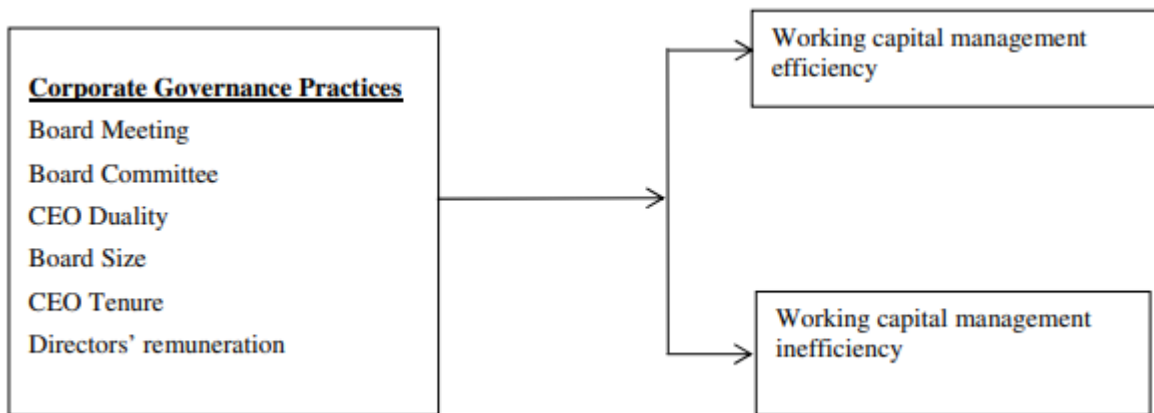 Corporate Governance Practices
Board Meeting
Board Committee
CEO Duality
Board Size
CEO Tenure
Directors’ remuneration
Working capital management
efficiency
Working capital management
inefficiency